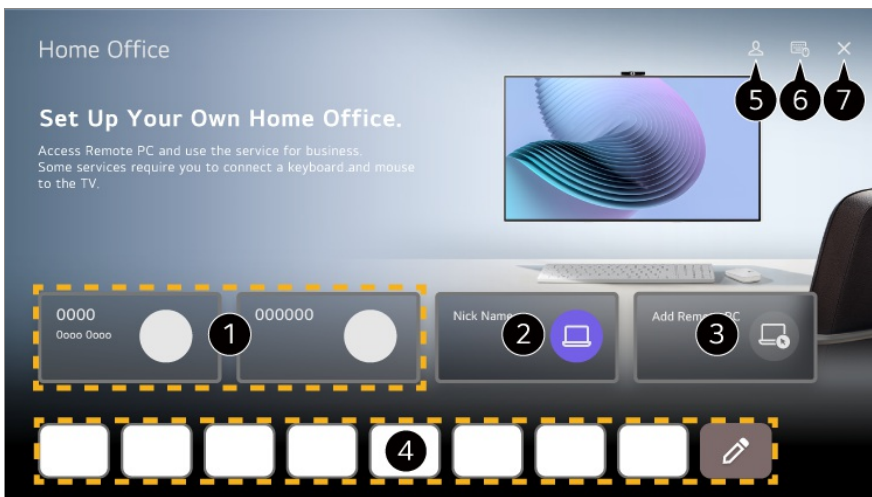 Home Office
5 6 7
Set Up Your Own Home Office.
Access Remote PC and use the service for business.
Some services require you to connect a keyboard and mouse
to the TV.
0000
0ooo 0ooo
1
000000
Nick Name
2
Add Remote PC
3
4